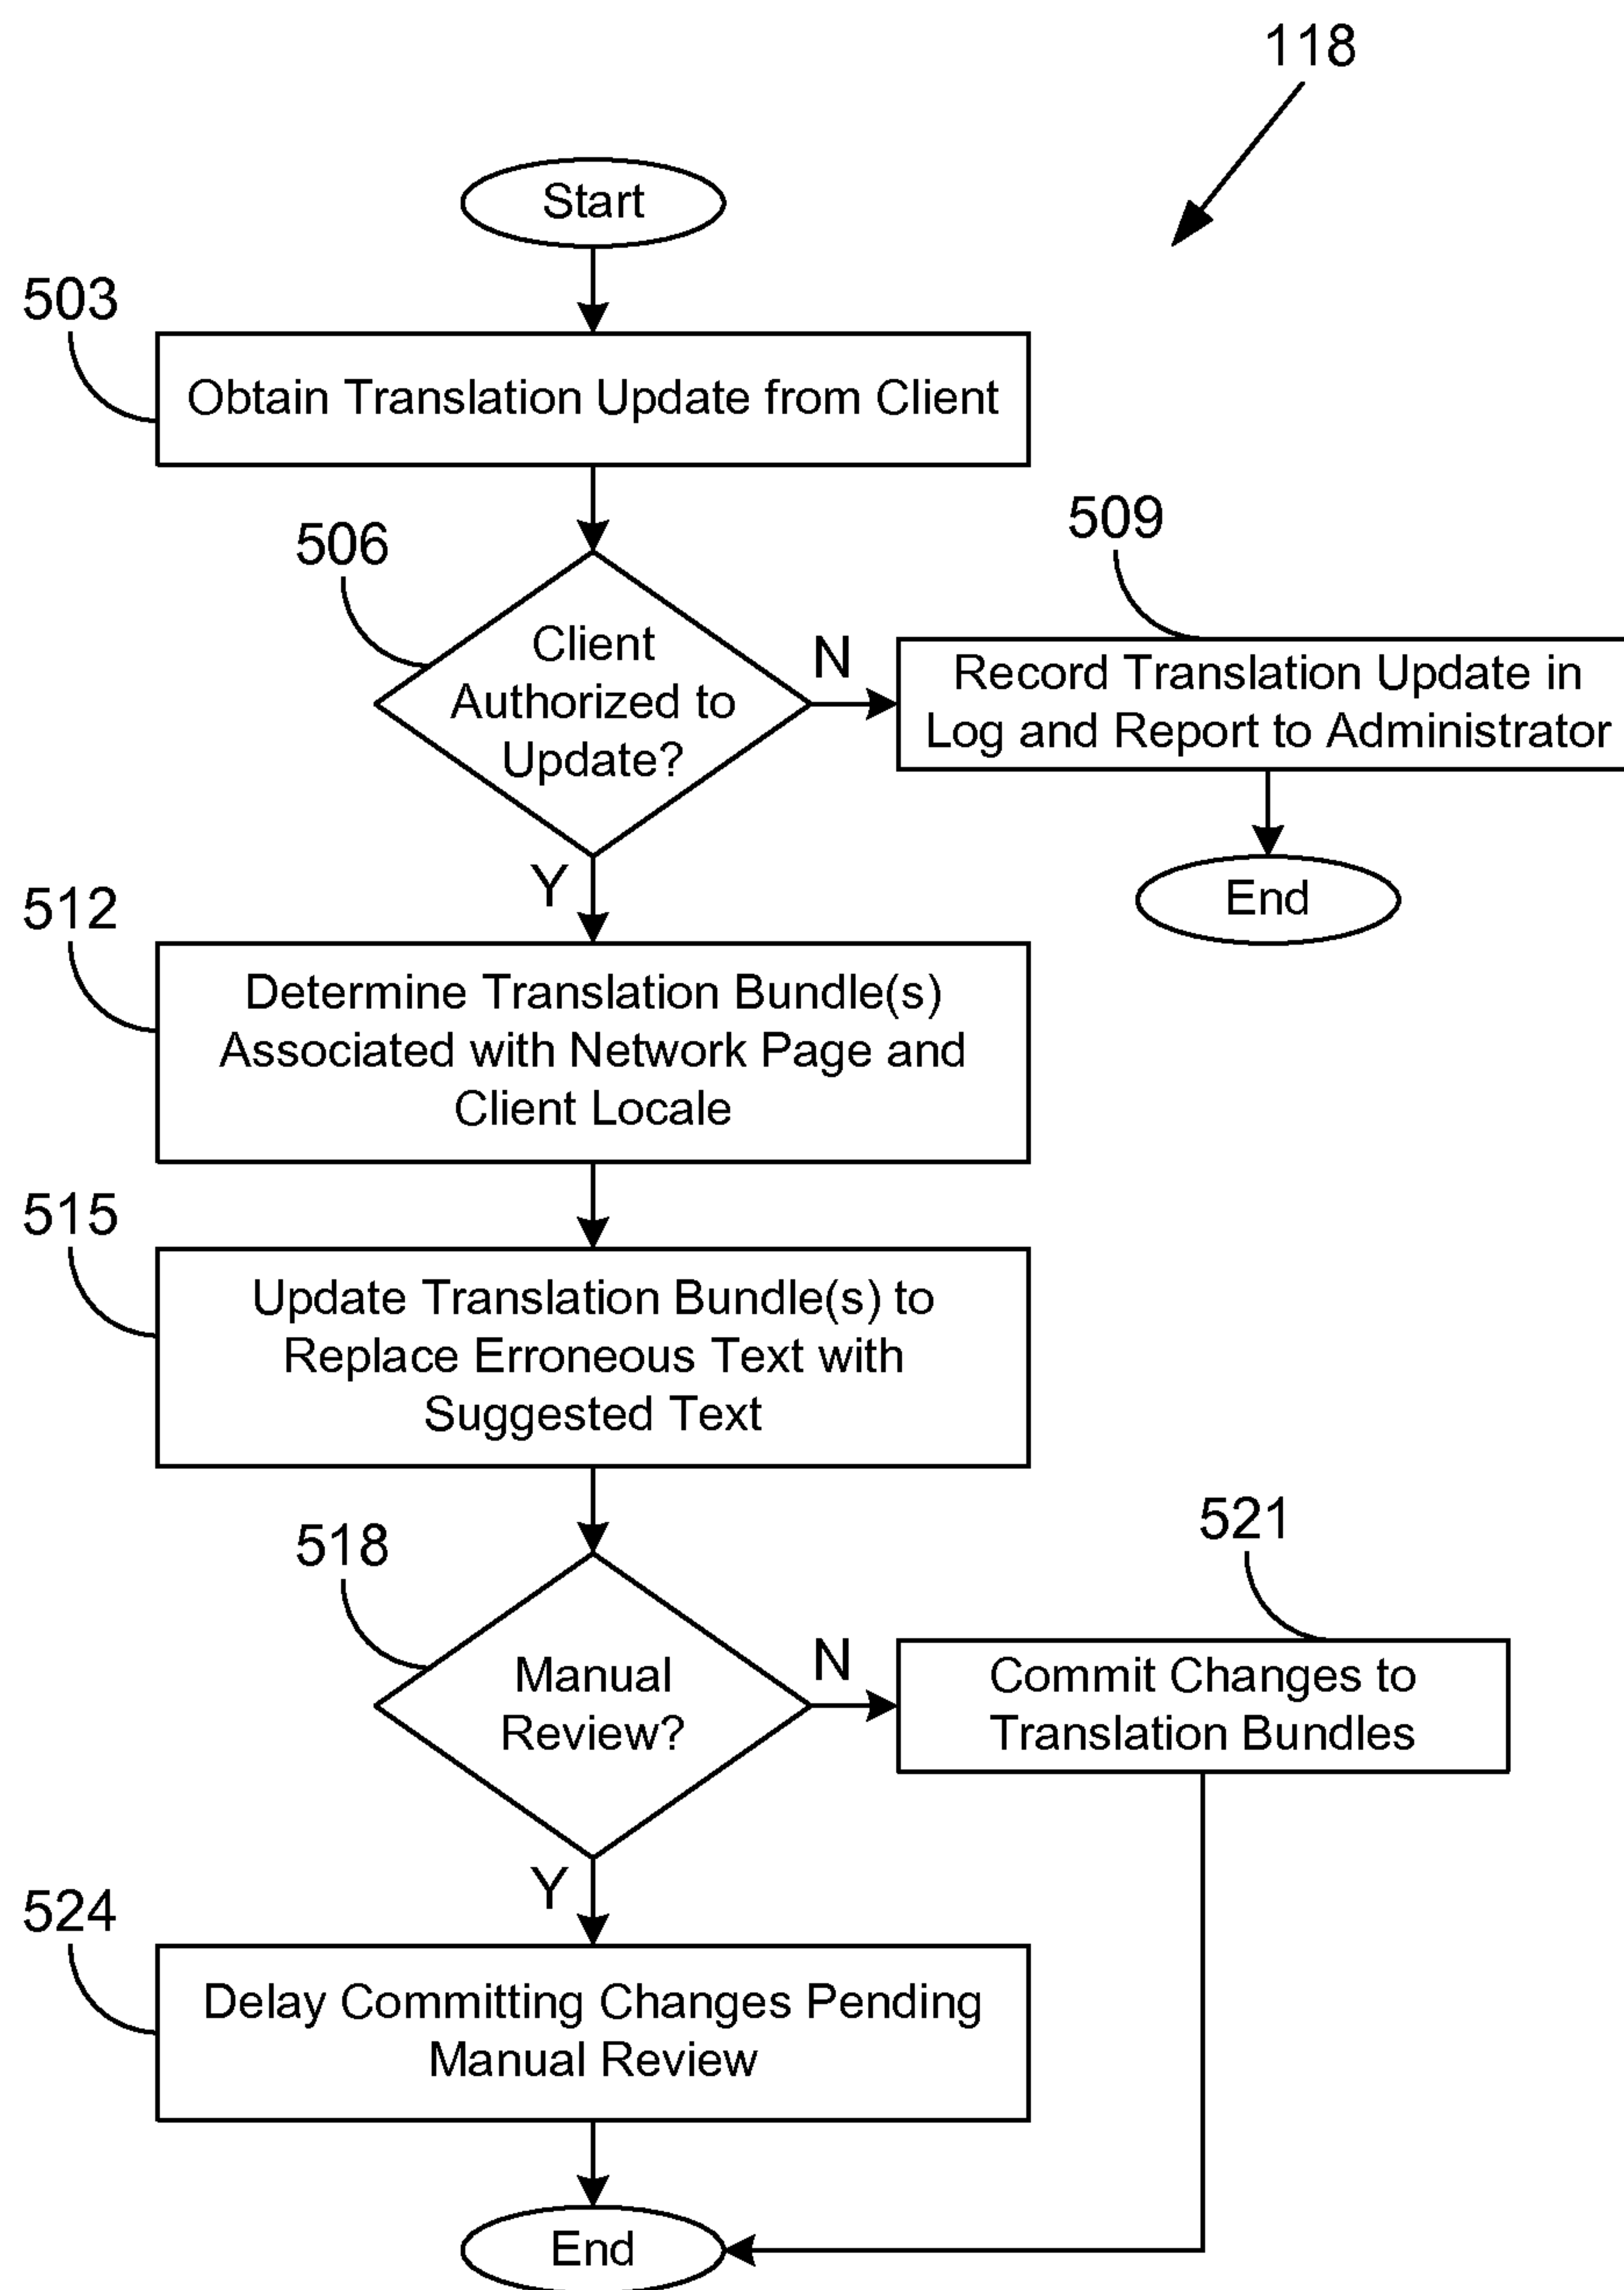 118
Start
503
Obtain Translation Update from Client
506
Client
Authorized to
Update?
N
509
Record Translation Update in
Log and Report to Administrator
End
Y
512
Determine Translation Bundle(s)
Associated with Network Page and
Client Locale
515
Update Translation Bundle(s) to
Replace Erroneous Text with
Suggested Text
518
Manual
Review?
N
521
Commit Changes to
Translation Bundles
Y
524
Delay Committing Changes Pending
Manual Review
End